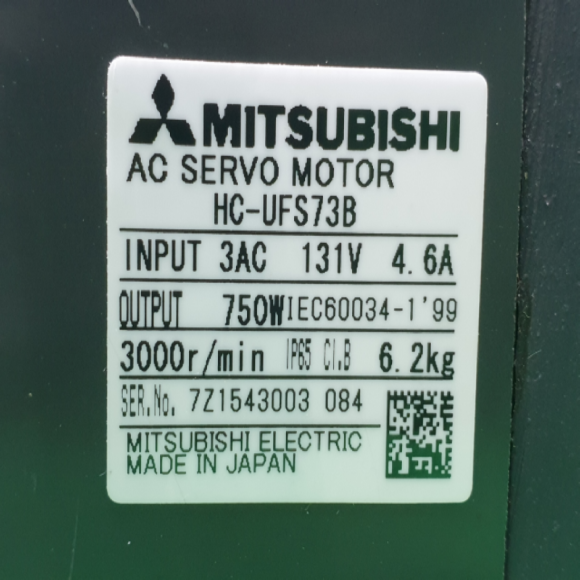 MITSUBISHI
AC SERVO MOTOR
HC-UFS73B
INPUT 3AC 131V 4.6A
OUTPUT 750W IEC60034-1'99
3000r/min IP65 CI.B 6.2kg
SER.No. 7Z1543003 084
MITSUBISHI ELECTRIC
MADE IN JAPAN